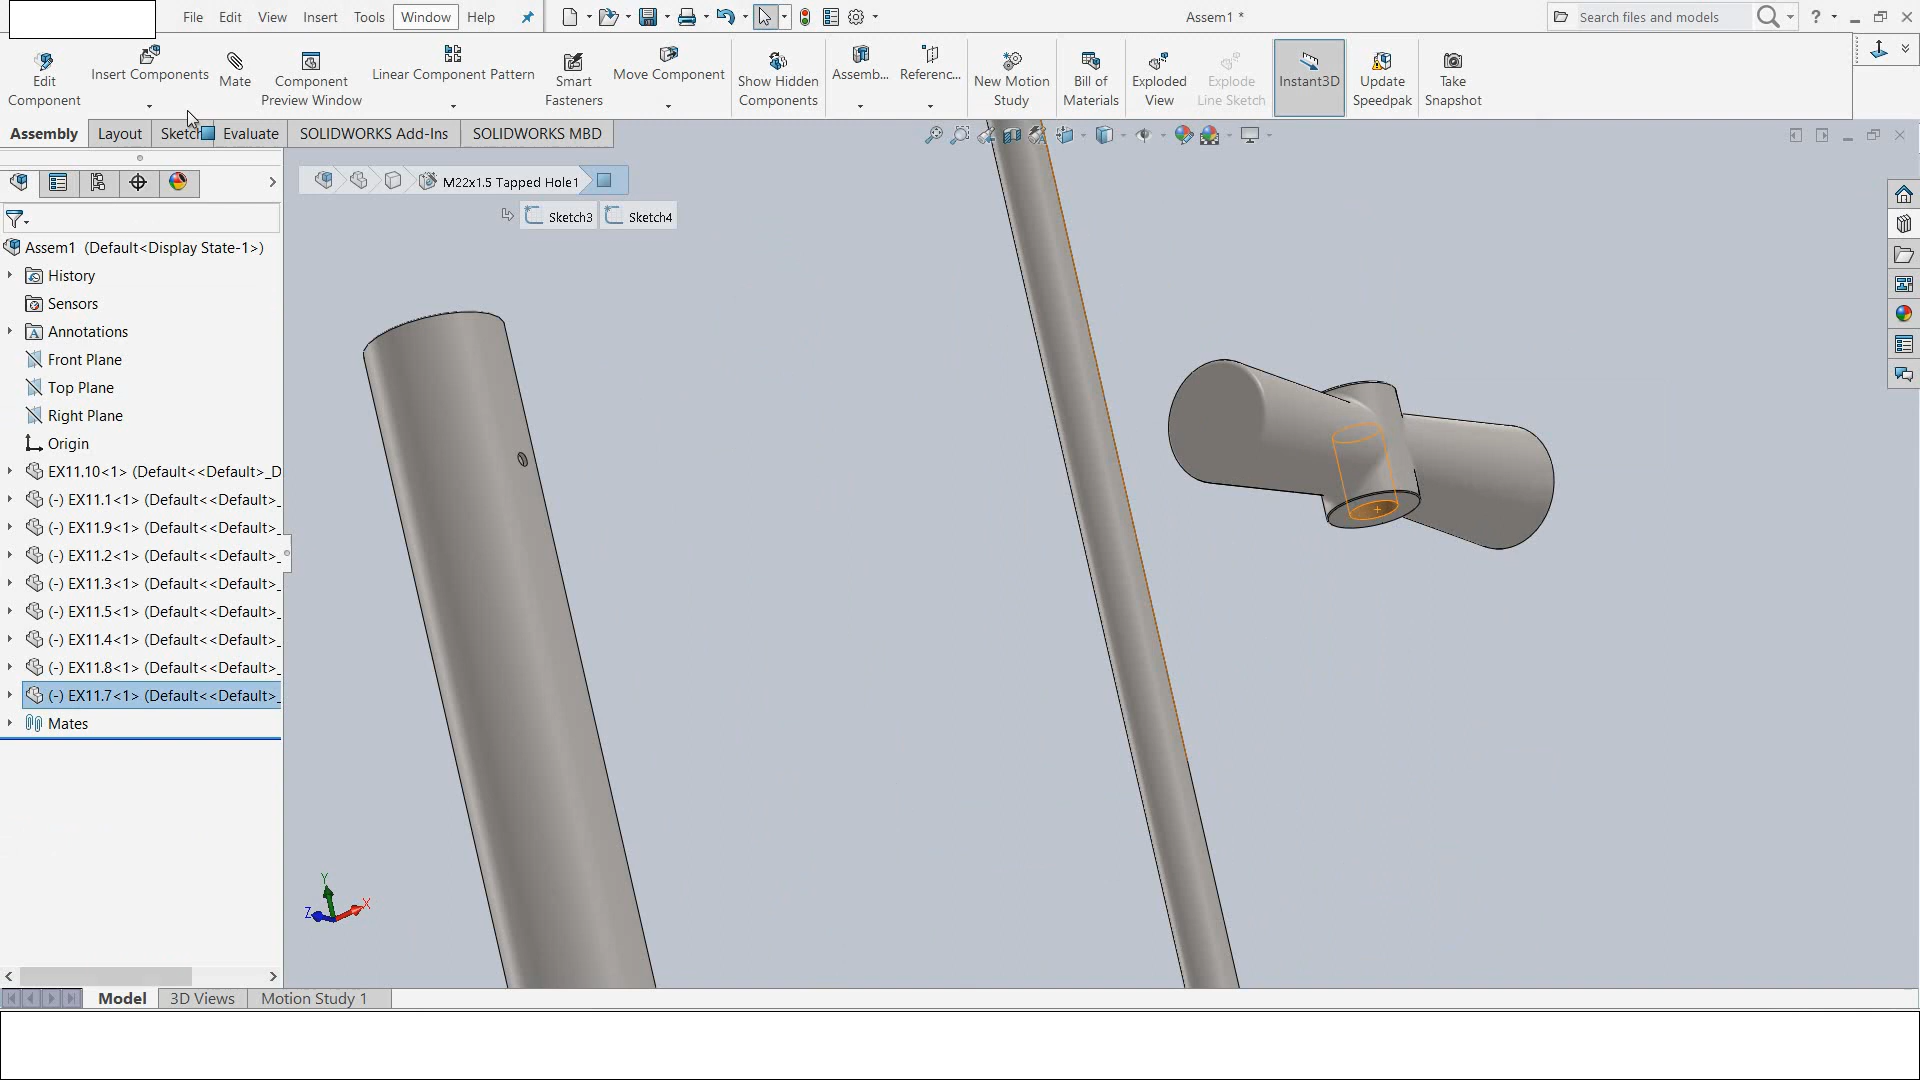 File Edit View Insert Tools Window Help
Assem1 *
Search files and models
?
Edit Component
Insert Components
Mate
Component Preview Window
Linear Component Pattern
Smart Fasteners
Move Component
Show Hidden Components
Assemb...
Referenc...
New Motion Study
Bill of Materials
Exploded View
Explode Line Sketch
Instant3D
Update Speedpak
Take Snapshot
Assembly Layout Sketch Evaluate SOLIDWORKS Add-Ins SOLIDWORKS MBD
M22x1.5 Tapped Hole1
Sketch3 Sketch4
Assem1 (Default<Display State-1>)
History
Sensors
A Annotations
Front Plane
Top Plane
Right Plane
Origin
EX11.10<1> (Default<<Default>_D
(-) EX11.1<1> (Default<<Default>_
(-) EX11.9<1> (Default<<Default>_
(-) EX11.2<1> (Default<<Default>_
(-) EX11.3<1> (Default<<Default>_
(-) EX11.5<1> (Default<<Default>_
(-) EX11.4<1> (Default<<Default>_
(-) EX11.8<1> (Default<<Default>_
(-) EX11.7<1> (Default<<Default>_
Mates
Y
Z X
Model 3D Views Motion Study 1